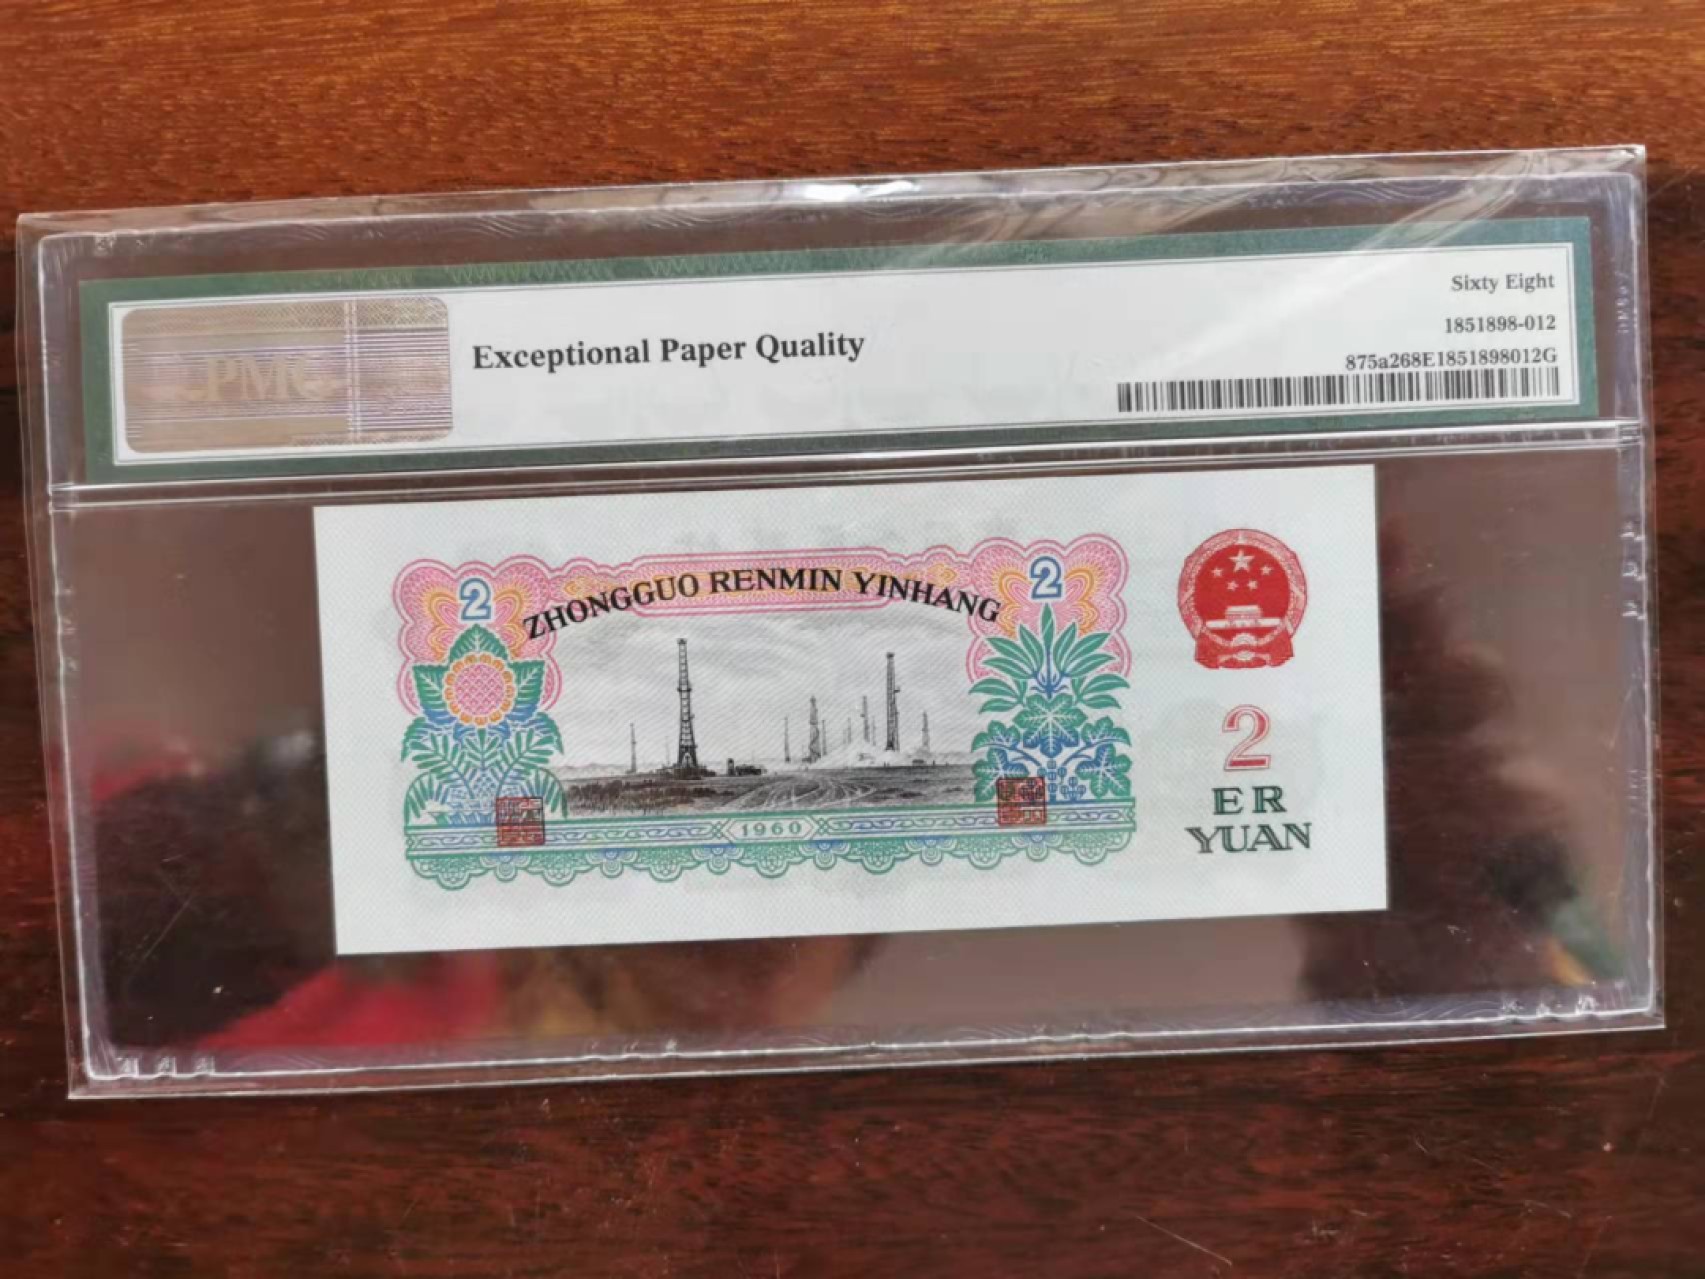 PMG
Exceptional Paper Quality
Sixty Eight
1851898-012
875a268E1851898012G
2
ZHONGGUO RENMIN YINHANG
2
1960
2
ER
YUAN